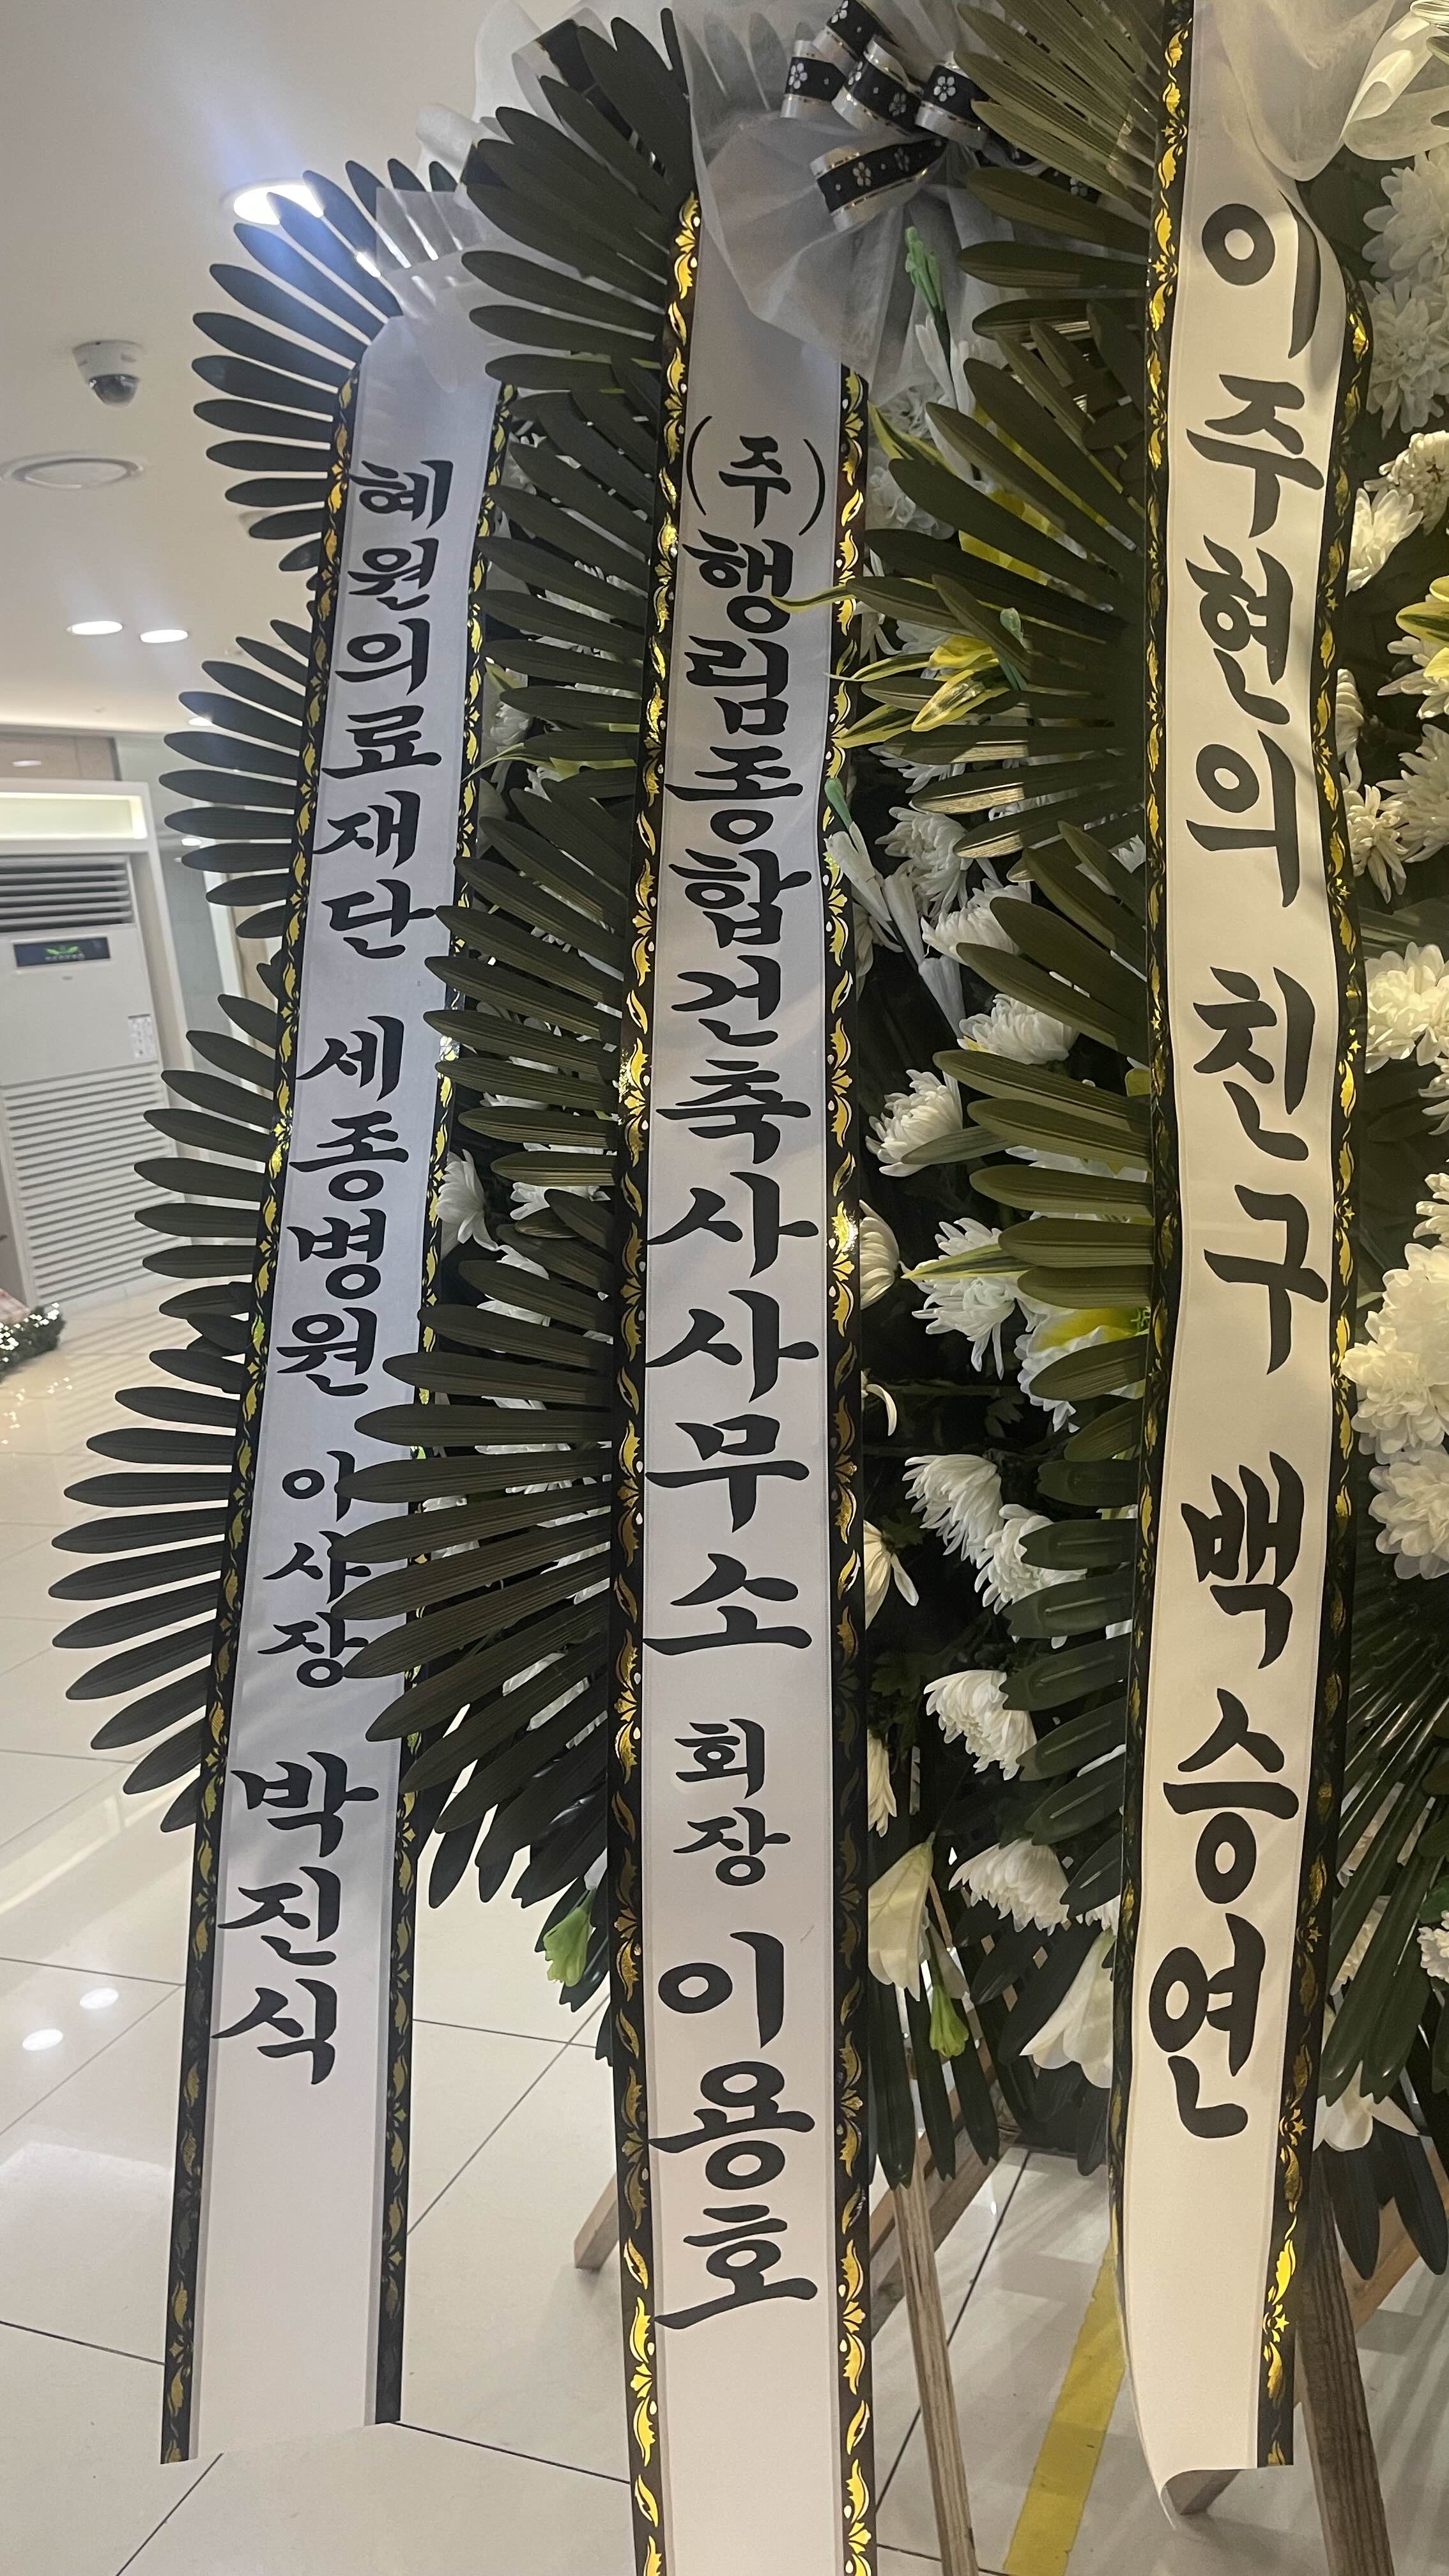 혜원의료재단 세종병원 이사장 박진식
(주)행림종합건축사사무소 회장 이용호
이주현의 친구 백승연